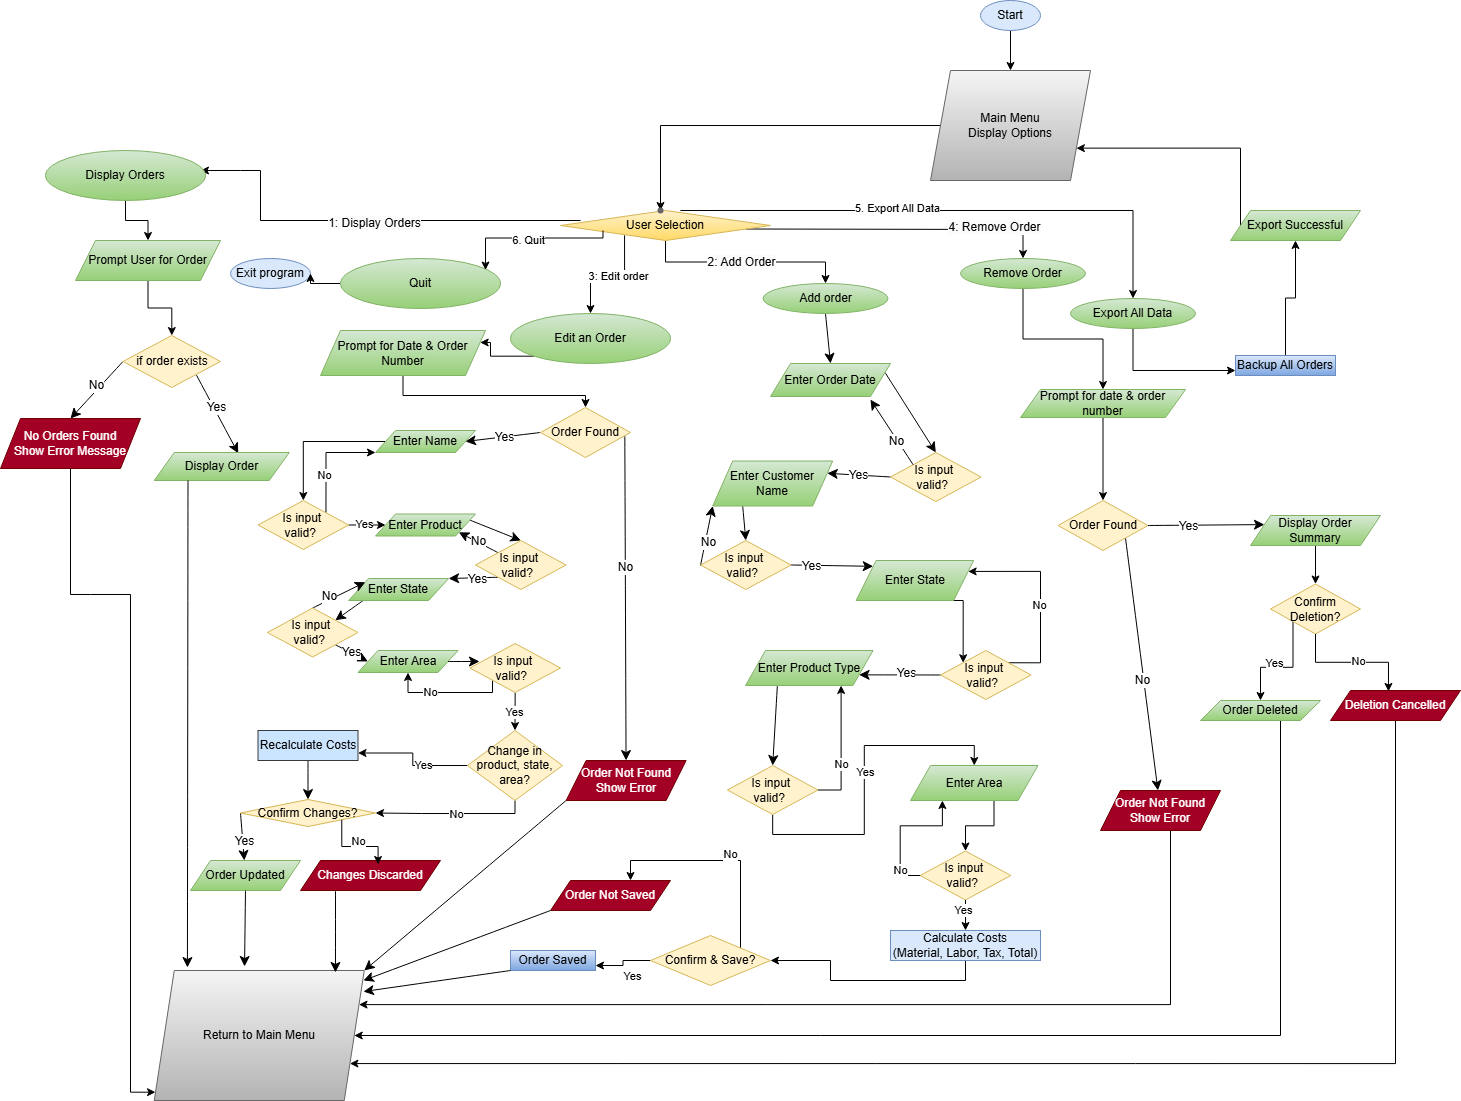 Start
Main Menu
Display Options
Display Orders
1: Display Orders
User Selection
5. Export All Data
4: Remove Order
Export Successful
6. Quit
2: Add Order
3: Edit order
Prompt User for Order
Exit program
Quit
Remove Order
Add order
Export All Data
Edit an Order
Prompt for Date & Order
Number
if order exists
Backup All Orders
Enter Order Date
No
Yes
Prompt for date & order
number
No Orders Found
Show Error Message
Display Order
Enter Name
Yes
Order Found
No
No
Is input
valid?
Enter Customer
Name
Yes
Is input
valid?
Yes
Enter Product
No
Is input
valid?
Yes
No
Is input
valid?
Yes
Order Found
Yes
Display Order
Summary
No
Enter State
No
Is input
valid?
Yes
Enter State
No
Confirm
Deletion?
Yes
Enter Area
Is input
valid?
No
Enter Product Type
Yes
Is input
valid?
Yes
No
No
Order Deleted
Deletion Cancelled
Yes
Recalculate Costs
Yes
Change in
product, state,
area?
Order Not Found
Show Error
Is input
valid?
No
Yes
Enter Area
Confirm Changes?
No
Order Not Found
Show Error
Yes
No
Order Updated
Changes Discarded
No
Order Not Saved
No
Is input
valid?
Yes
Calculate Costs
(Material, Labor, Tax, Total)
Order Saved
Yes
Confirm & Save?
Return to Main Menu